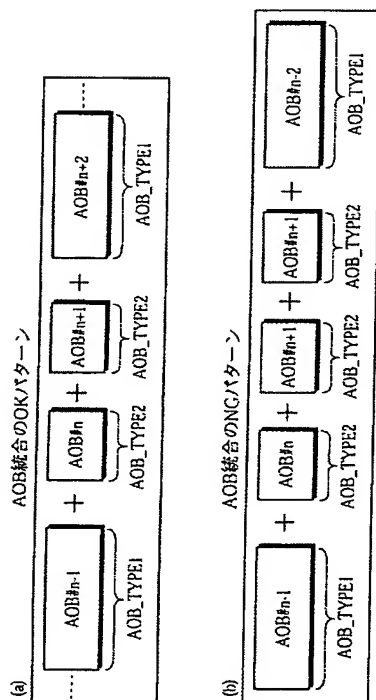 (a)
AOB統合のOKパターン
AOB#n-1
+
AOB#n
+
AOB#n+1
+
AOB#n+2
AOB_TYPE1
AOB_TYPE2
AOB_TYPE2
AOB_TYPE1
(b)
AOB統合のNGパターン
AOB#n-1
+
AOB#n
+
AOB#n+1
+
AOB#n+1
+
AOB#n-2
AOB_TYPE1
AOB_TYPE2
AOB_TYPE2
AOB_TYPE2
AOB_TYPE1